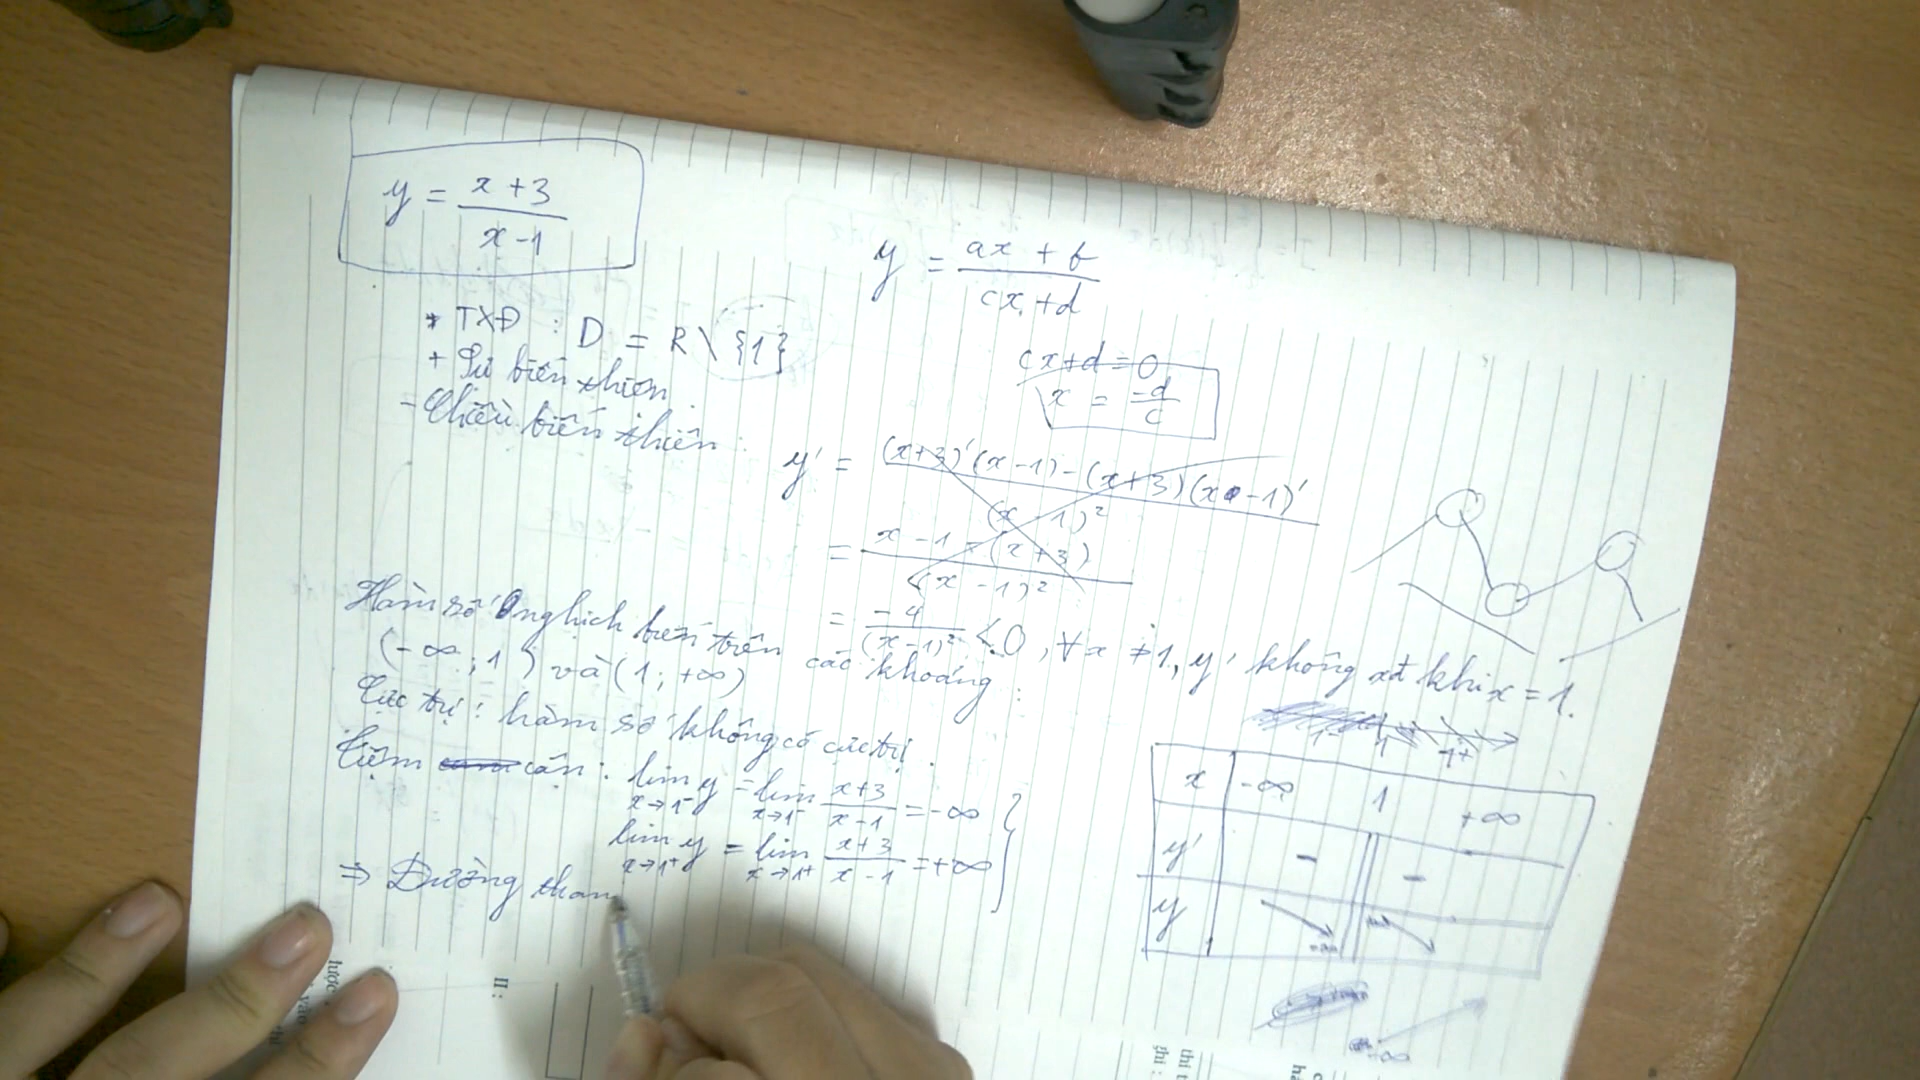 y = (x + 3)/(x - 1)
y = (ax + b)/(cx + d)
* TXĐ : D = R \ {1}
+ Sự biến thiên
cx + d = 0
x = -d/c
- Chiều biến thiên :
y' = ((x+3)'(x-1) - (x+3)(x-1)')/(x-1)²
= (x - 1 - (x+3))/(x-1)²
= -4/(x-1)² < 0, ∀x ≠ 1, y' không xđ khi x = 1.
Hàm số nghịch biến trên các khoảng :
(-∞; 1) và (1; +∞)
Cực trị : hàm số không có cực trị.
Tiệm cận : lim x→1⁻ y = lim x→1⁻ (x+3)/(x-1) = -∞
lim x→1⁺ y = lim x→1⁺ (x+3)/(x-1) = +∞
⇒ Đường than
1⁺
x -∞ 1 +∞
y' - -
y
-∞
II :